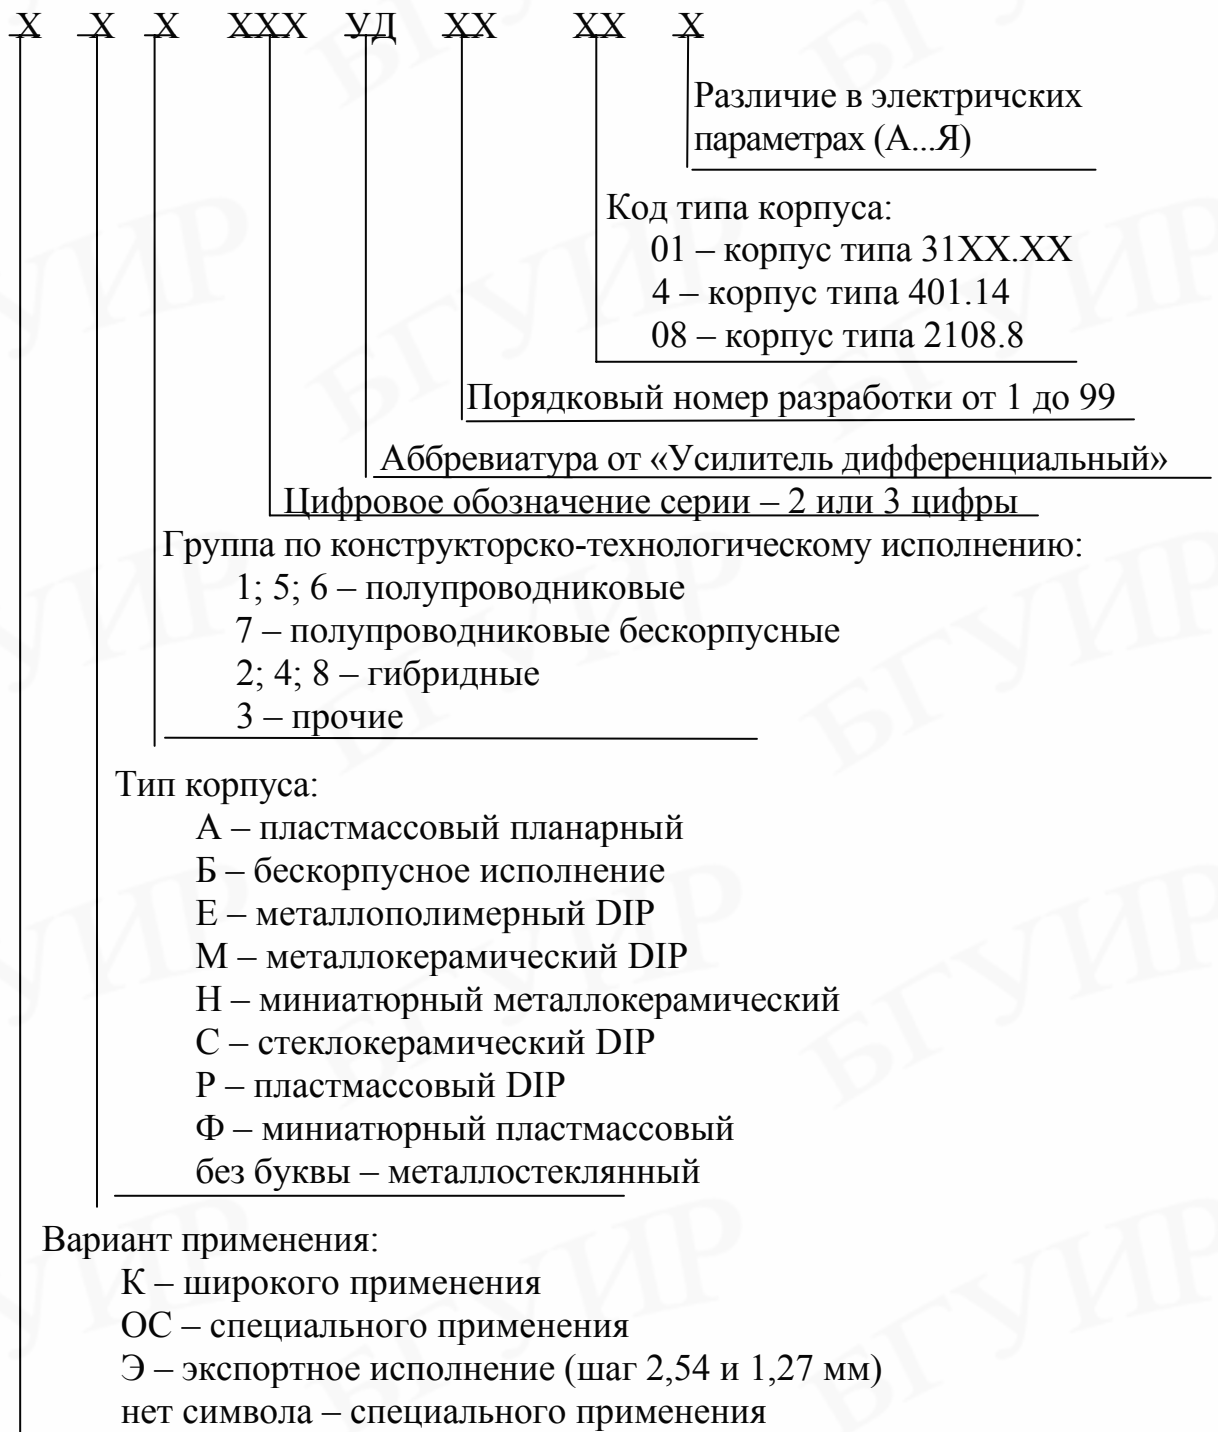 Х Х Х ХХХ УД ХХ ХХ Х
Различие в электричских
параметрах (А...Я)
Код типа корпуса:
01 – корпус типа 31ХХ.ХХ
4 – корпус типа 401.14
08 – корпус типа 2108.8
Порядковый номер разработки от 1 до 99
Аббревиатура от «Усилитель дифференциальный»
Цифровое обозначение серии – 2 или 3 цифры
Группа по конструкторско-технологическому исполнению:
1; 5; 6 – полупроводниковые
7 – полупроводниковые бескорпусные
2; 4; 8 – гибридные
3 – прочие
Тип корпуса:
А – пластмассовый планарный
Б – бескорпусное исполнение
Е – металлополимерный DIP
М – металлокерамический DIP
Н – миниатюрный металлокерамический
С – стеклокерамический DIP
Р – пластмассовый DIP
Ф – миниатюрный пластмассовый
без буквы – металлостеклянный
Вариант применения:
К – широкого применения
ОС – специального применения
Э – экспортное исполнение (шаг 2,54 и 1,27 мм)
нет символа – специального применения
БГУИР